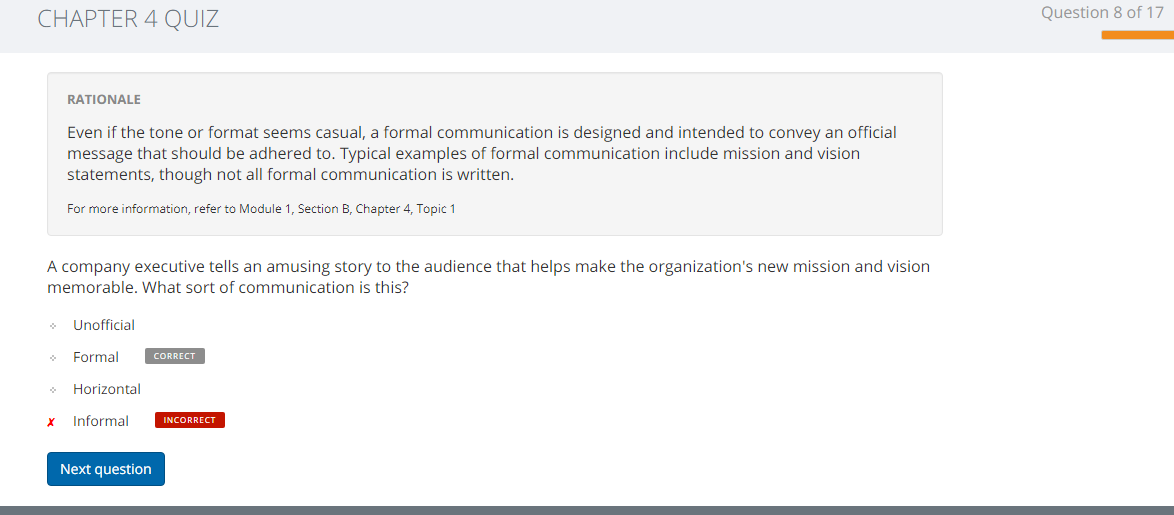 CHAPTER 4 QUIZ
Question 8 of 17
RATIONALE
Even if the tone or format seems casual, a formal communication is designed and intended to convey an official
message that should be adhered to. Typical examples of formal communication include mission and vision
statements, though not all formal communication is written.
For more information, refer to Module 1, Section B, Chapter 4, Topic 1
A company executive tells an amusing story to the audience that helps make the organization's new mission and vision
memorable. What sort of communication is this?
Unofficial
Formal CORRECT
Horizontal
✗ Informal INCORRECT
Next question